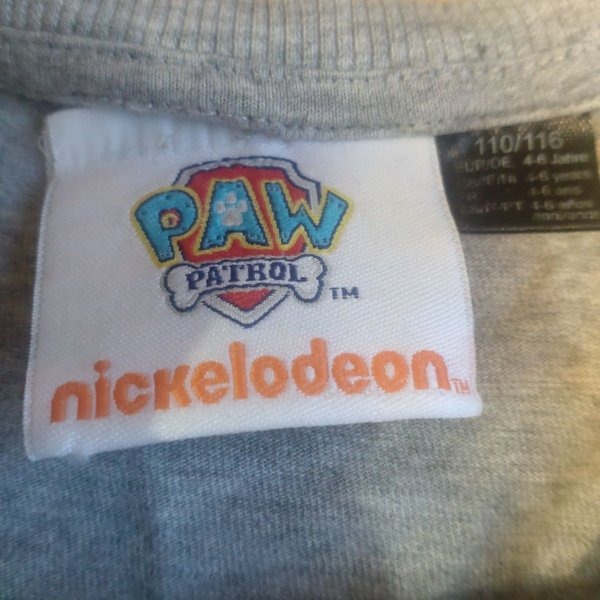 PAW
PATROL
TM
nickelodeon
TM
110/116
4-6 Jahre
4-6 years
4-6 ans
4-6 años